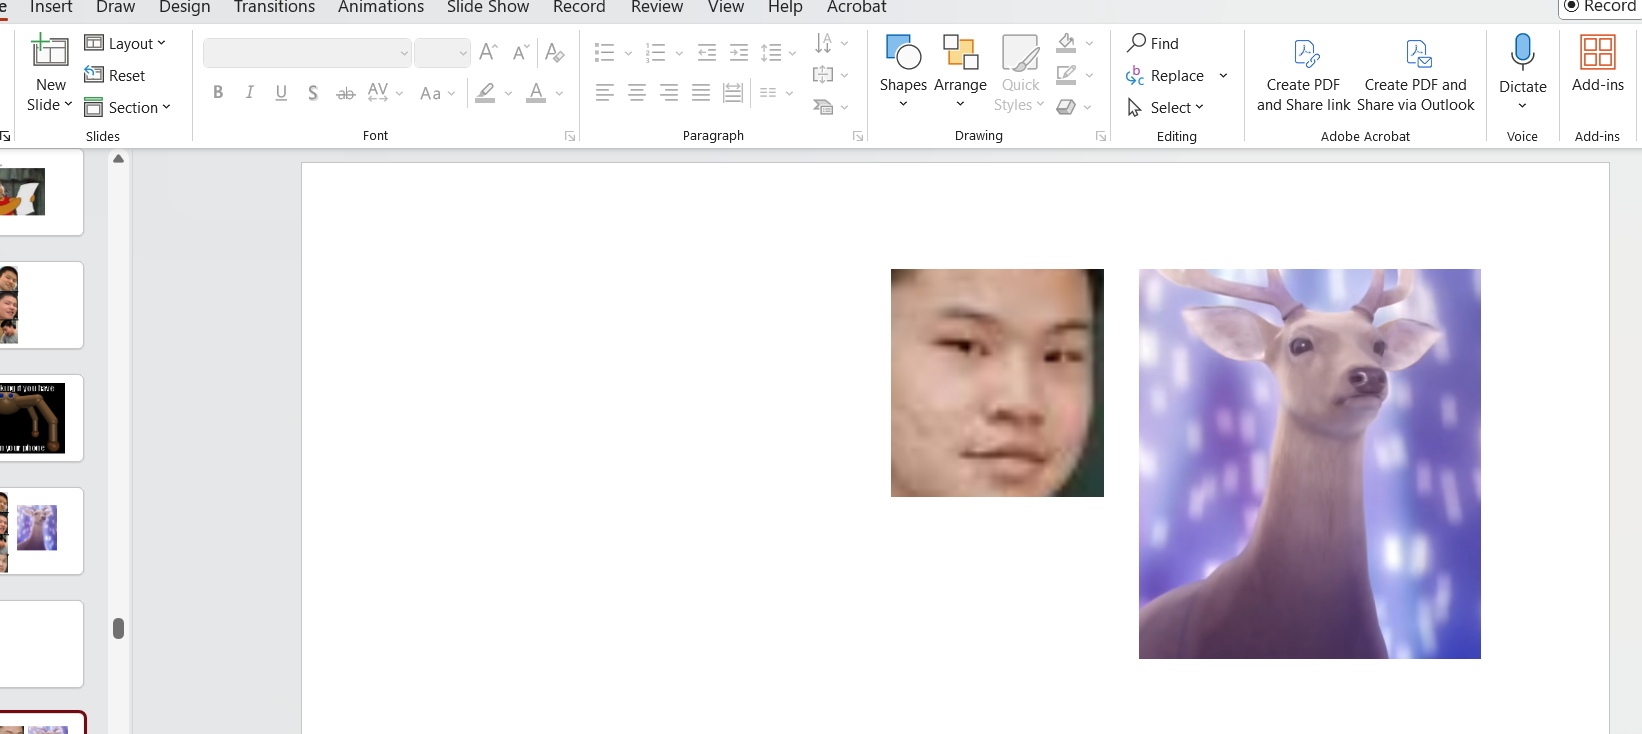 Insert Draw Design Transitions Animations Slide Show Record Review View Help Acrobat Record
New
Slide
Layout
Reset
Section
Slides
B I U S ab AV Aa A
Font
Paragraph
Shapes
Arrange
Quick
Styles
Drawing
Find
Replace
Select
Editing
Create PDF
and Share link
Create PDF and
Share via Outlook
Adobe Acrobat
Dictate
Voice
Add-ins
Add-ins
you have
your phone